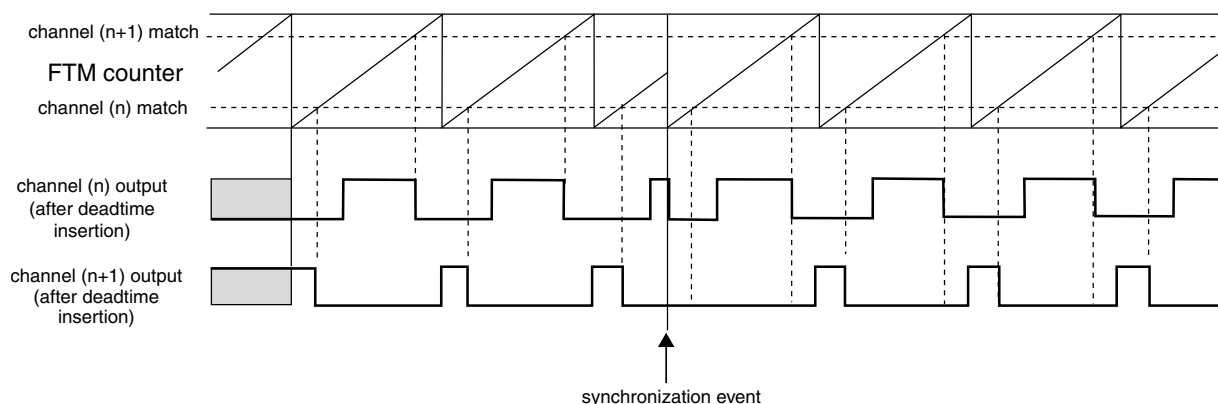 channel (n+1) match
FTM counter
channel (n) match
channel (n) output
(after deadtime
insertion)
channel (n+1) output
(after deadtime
insertion)
synchronization event